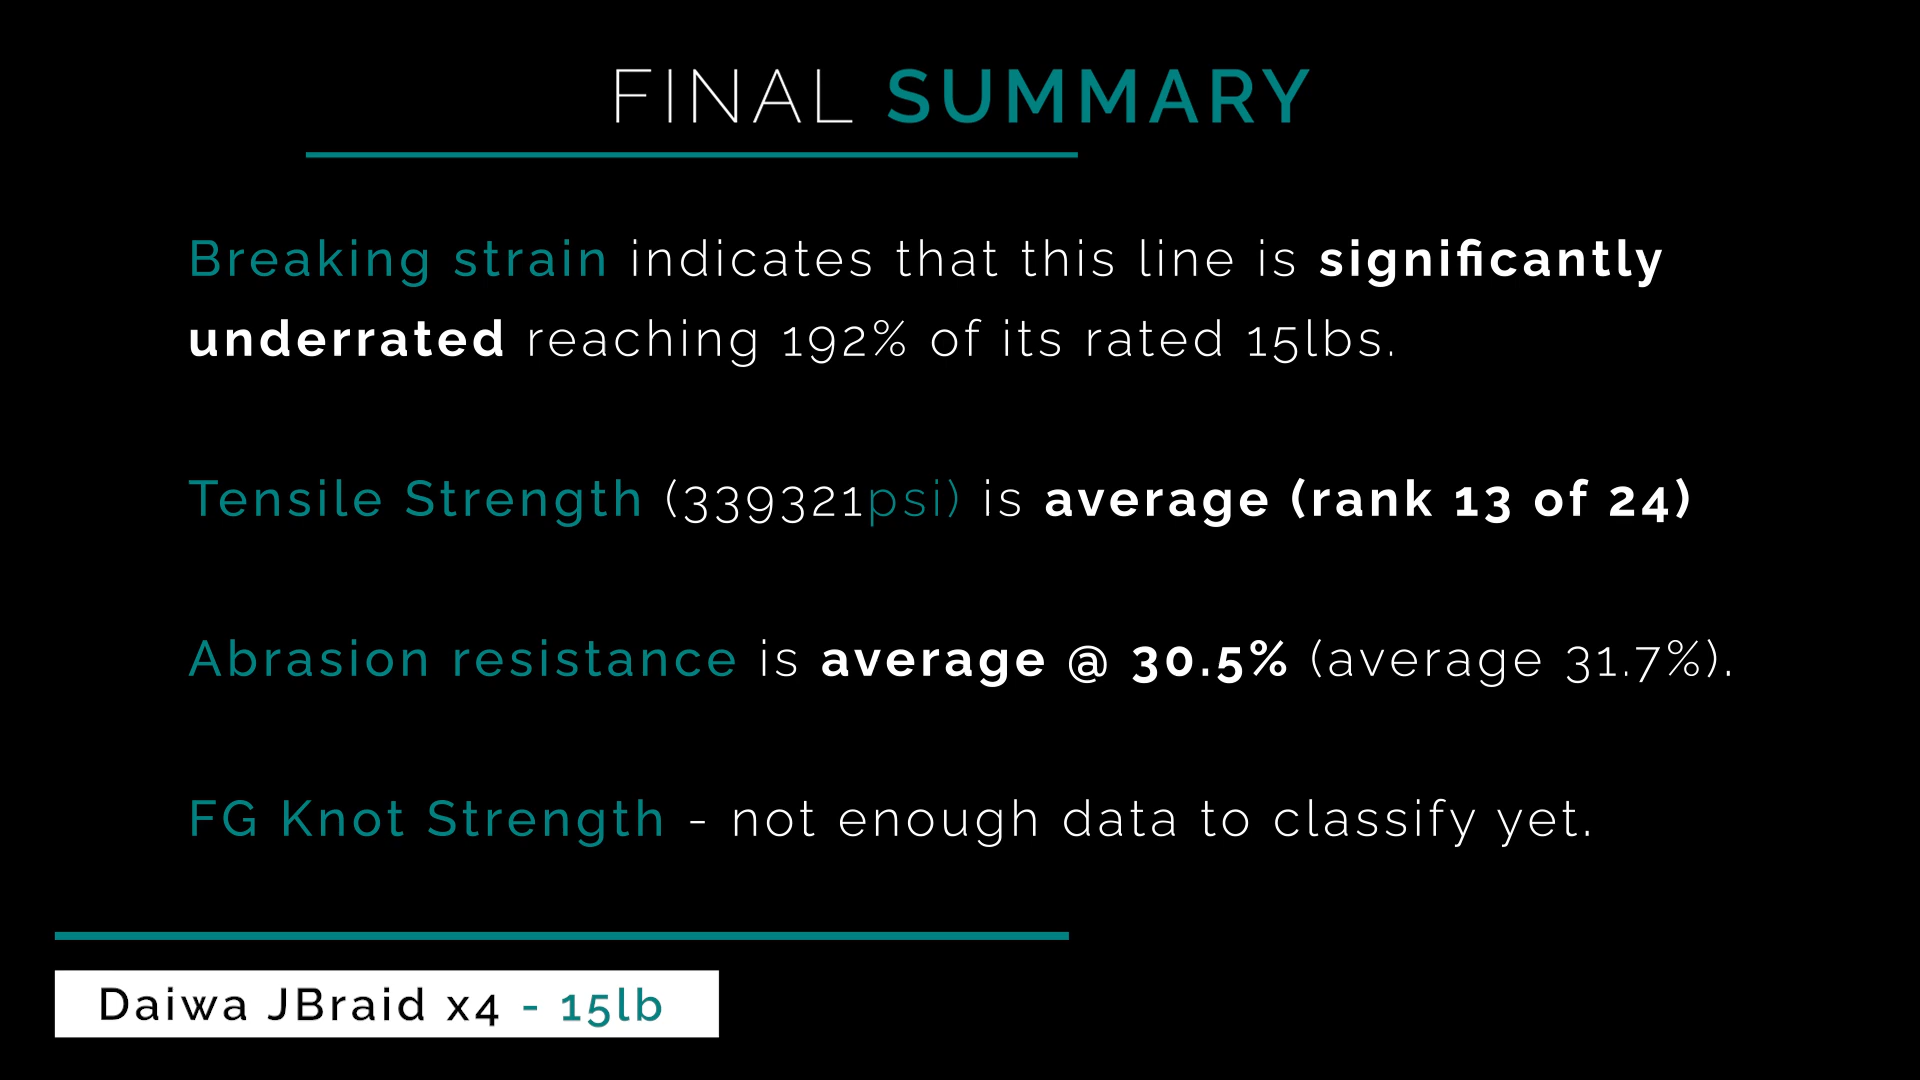 FINAL SUMMARY
Breaking strain indicates that this line is significantly
underrated reaching 192% of its rated 15lbs.
Tensile Strength (339321psi) is average (rank 13 of 24)
Abrasion resistance is average @ 30.5% (average 31.7%).
FG Knot Strength - not enough data to classify yet.
Daiwa JBraid x4 - 15lb